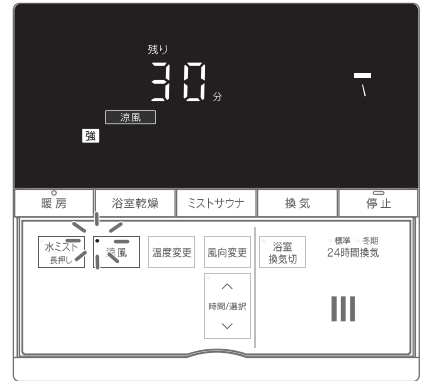 残り
30分
涼風
強
暖房 浴室乾燥 ミストサウナ 換気 停止
水ミスト
長押し
涼風
温度変更
風向変更
浴室
換気切
標準 冬期
24時間換気
時間/選択